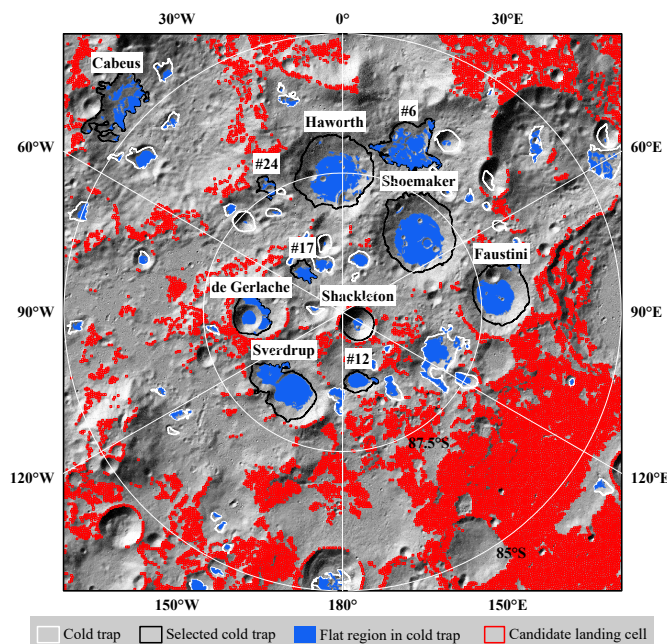 30°W 0° 30°E
Cabeus
#6
Haworth
60°W 60°E
#24
Shoemaker
#17
Faustini
de Gerlache
Shackleton
90°W 90°E
Sverdrup
#12
87.5°S
120°W 120°E
85°S
150°W 180° 150°E
Cold trap Selected cold trap Flat region in cold trap Candidate landing cell